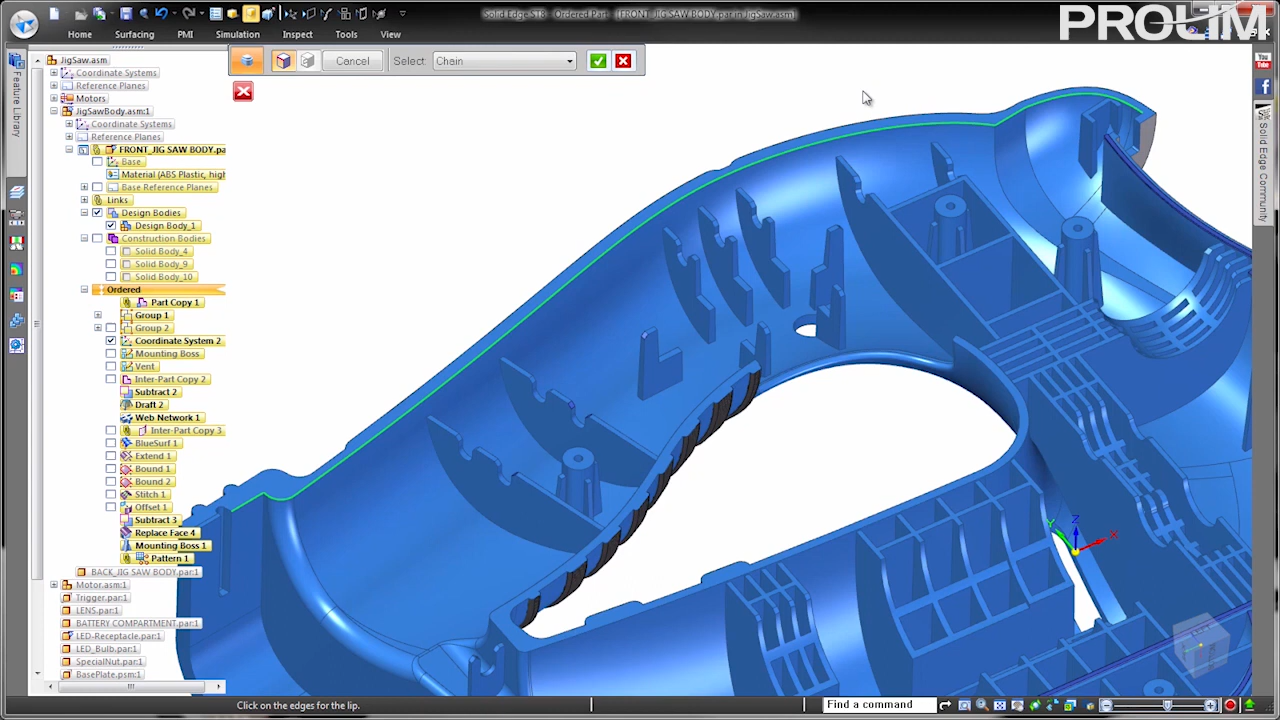 Solid Edge ST8 - Ordered Part - [FRONT_JIG SAW BODY.par in JigSaw.asm]
PROLIM
Home Surfacing PMI Simulation Inspect Tools View
Cancel Select: Chain
Feature Library
You Tube
Solid Edge Community
JigSaw.asm
Coordinate Systems
Reference Planes
Motors
JigSawBody.asm:1
Coordinate Systems
Reference Planes
FRONT_JIG SAW BODY.pa
Base
Material (ABS Plastic, high
Base Reference Planes
Links
Design Bodies
Design Body_1
Construction Bodies
Solid Body_4
Solid Body_9
Solid Body_10
Ordered
Part Copy 1
Group 1
Group 2
Coordinate System 2
Mounting Boss
Vent
Inter-Part Copy 2
Subtract 2
Draft 2
Web Network 1
Inter-Part Copy 3
BlueSurf 1
Extend 1
Bound 1
Bound 2
Stitch 1
Offset 1
Subtract 3
Replace Face 4
Mounting Boss 1
Pattern 1
BACK_JIG SAW BODY.par:1
Motor.asm:1
Trigger.par:1
LENS.par:1
BATTERY COMPARTMENT.par:1
LED-Receptacle.par:1
LED_Bulb.par:1
SpecialNut.par:1
BasePlate.psm:1
Y Z X
Click on the edges for the lip.
Find a command